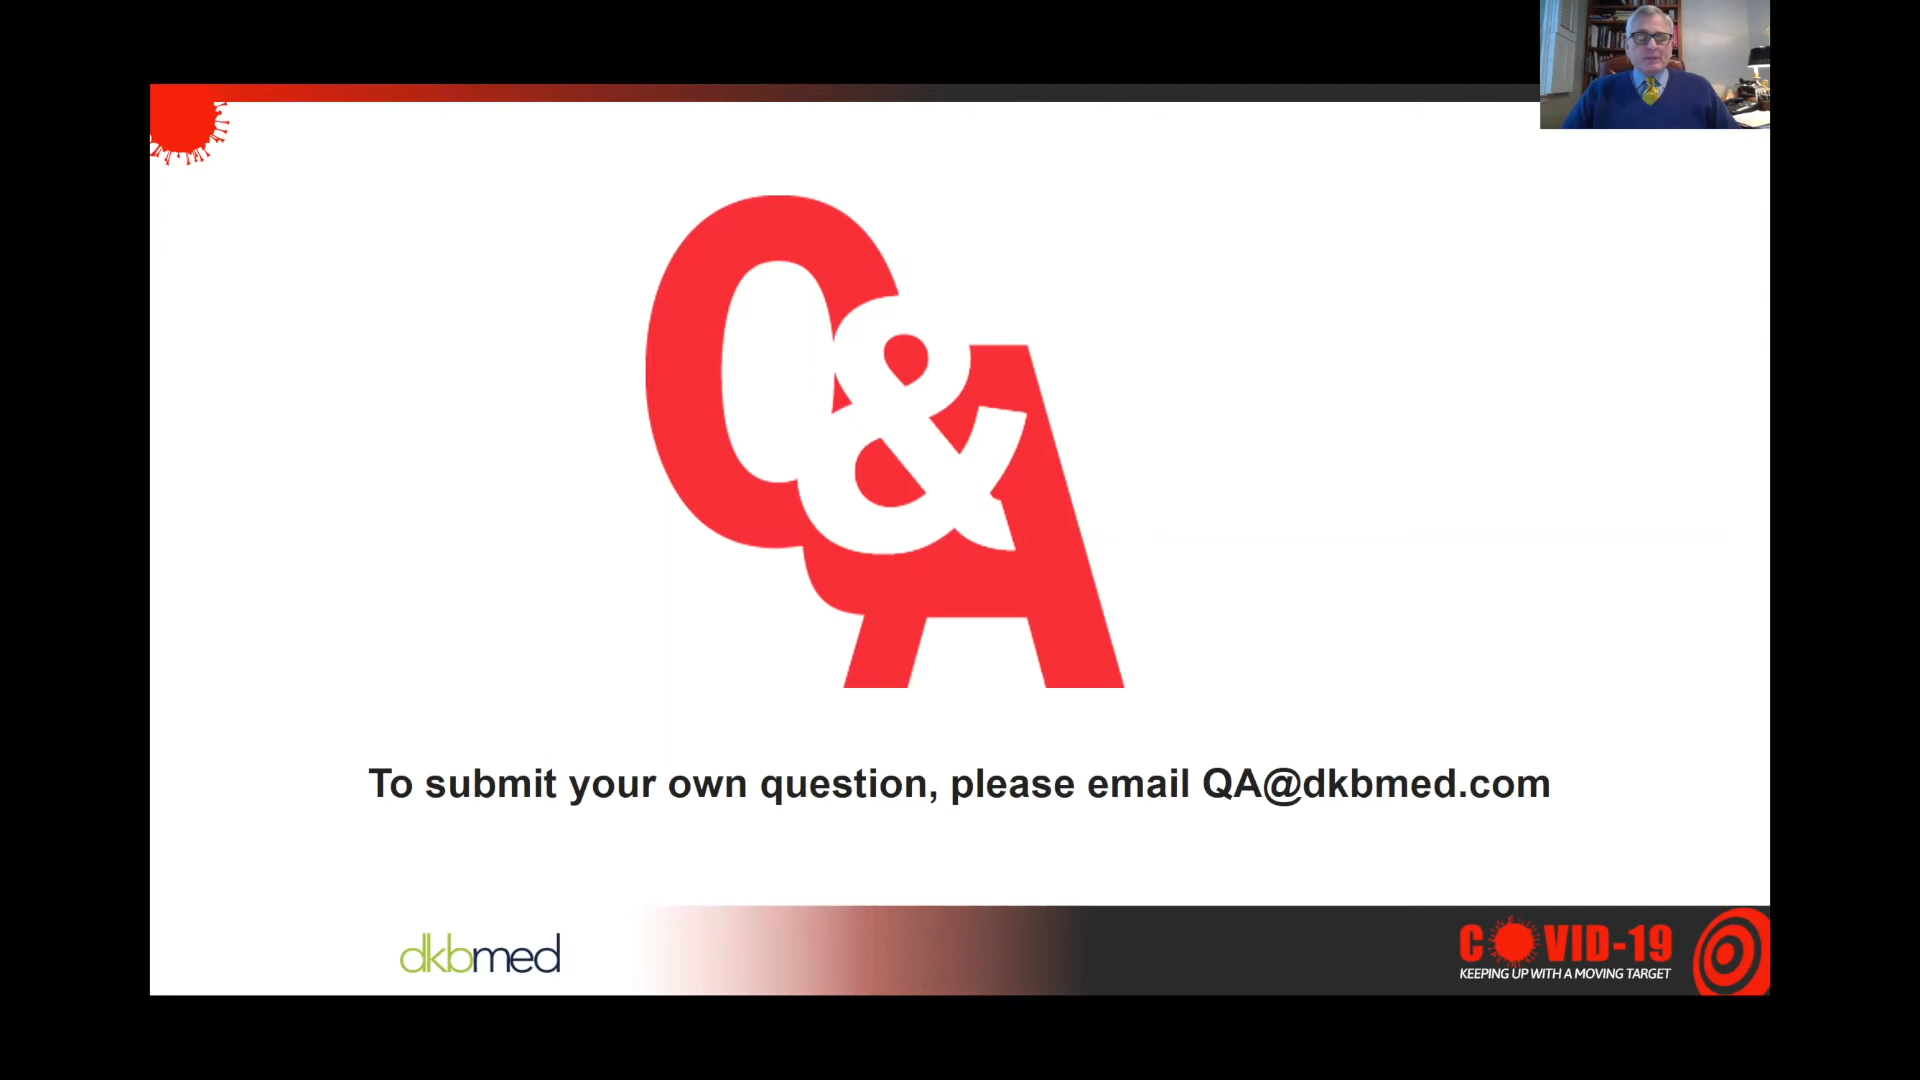 Q&A
To submit your own question, please email QA@dkbmed.com
dkbmed
COVID-19
KEEPING UP WITH A MOVING TARGET